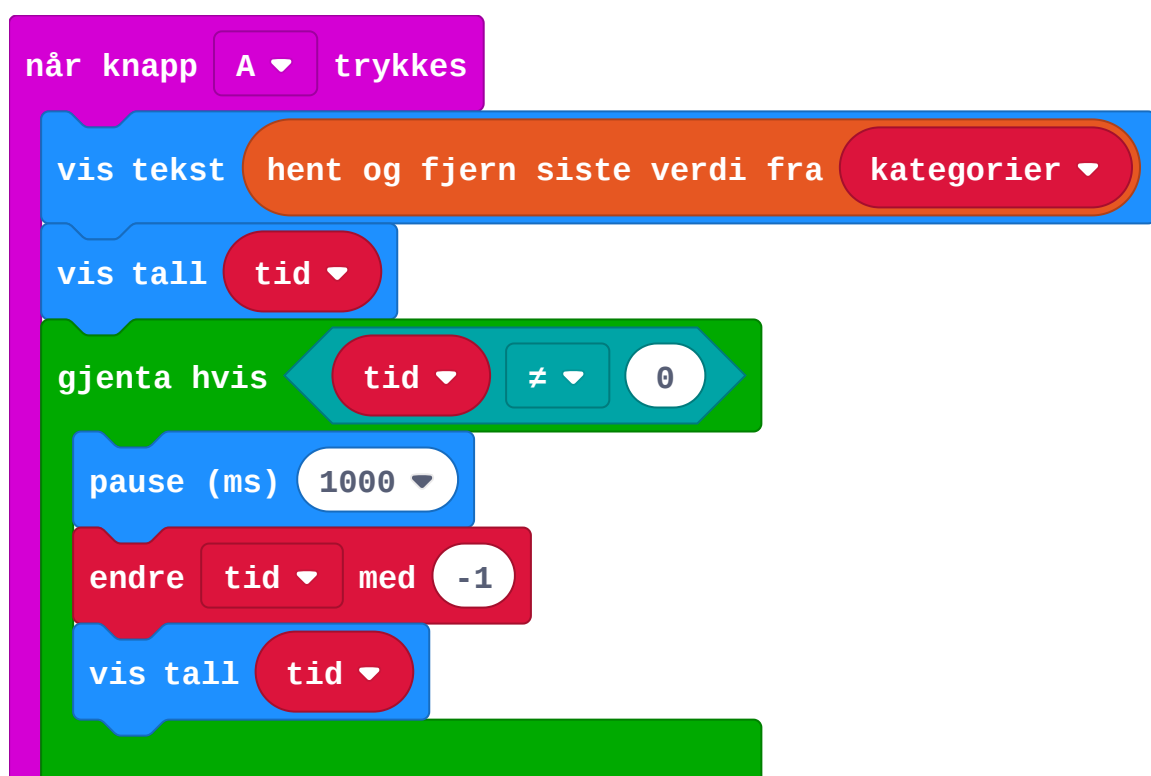 når knapp A trykkes
vis tekst hent og fjern siste verdi fra kategorier
vis tall tid
gjenta hvis tid ≠ 0
pause (ms) 1000
endre tid med -1
vis tall tid